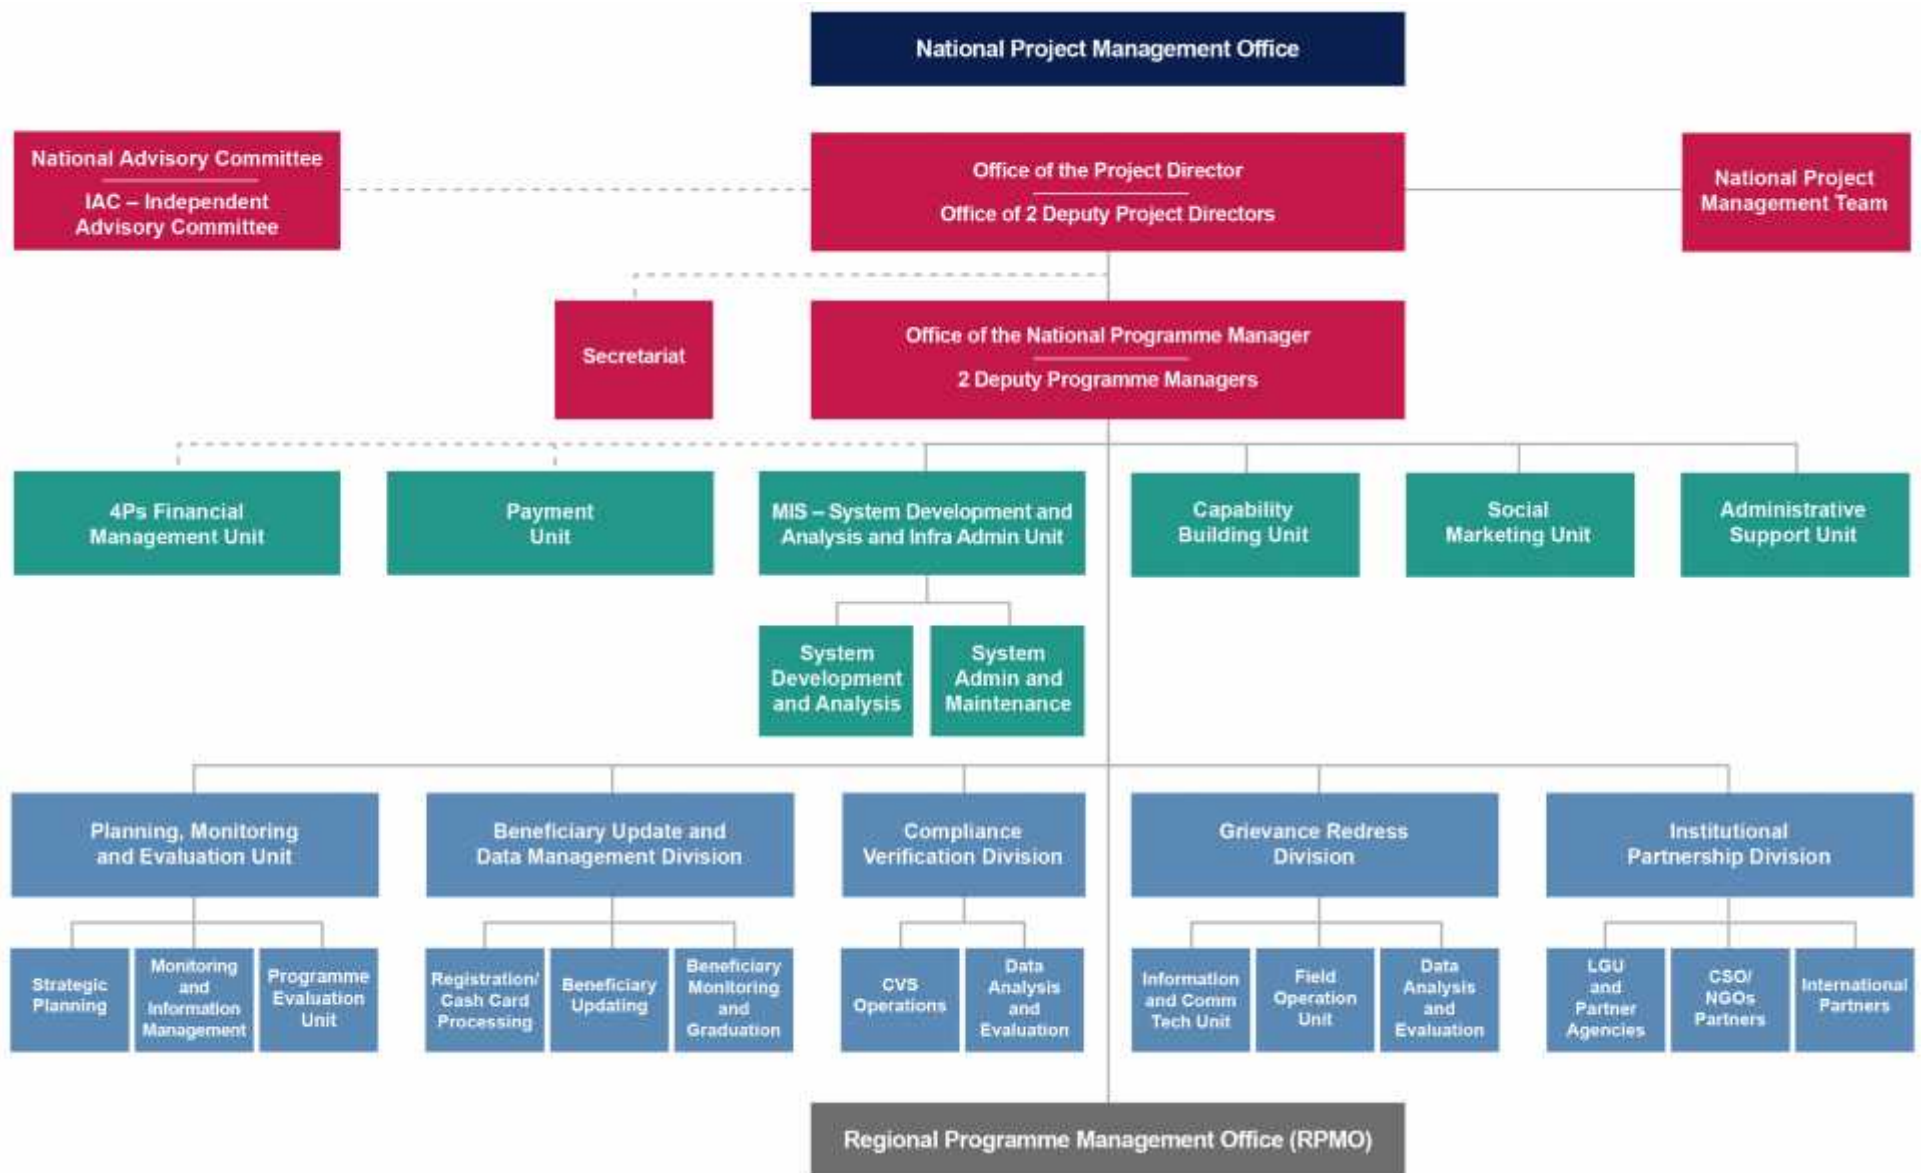 National Project Management Office
National Advisory Committee
IAC – Independent
Advisory Committee
Office of the Project Director
Office of 2 Deputy Project Directors
National Project
Management Team
Secretariat
Office of the National Programme Manager
2 Deputy Programme Managers
4Ps Financial
Management Unit
Payment
Unit
MIS – System Development and
Analysis and Infra Admin Unit
Capability
Building Unit
Social
Marketing Unit
Administrative
Support Unit
System
Development
and Analysis
System
Admin and
Maintenance
Planning, Monitoring
and Evaluation Unit
Beneficiary Update and
Data Management Division
Compliance
Verification Division
Grievance Redress
Division
Institutional
Partnership Division
Strategic
Planning
Monitoring
and
Information
Management
Programme
Evaluation
Unit
Registration/
Cash Card
Processing
Beneficiary
Updating
Beneficiary
Monitoring
and
Graduation
CVS
Operations
Data
Analysis
and
Evaluation
Information
and Comm
Tech Unit
Field
Operation
Unit
Data
Analysis
and
Evaluation
LGU
and
Partner
Agencies
CSO/
NGOs
Partners
International
Partners
Regional Programme Management Office (RPMO)